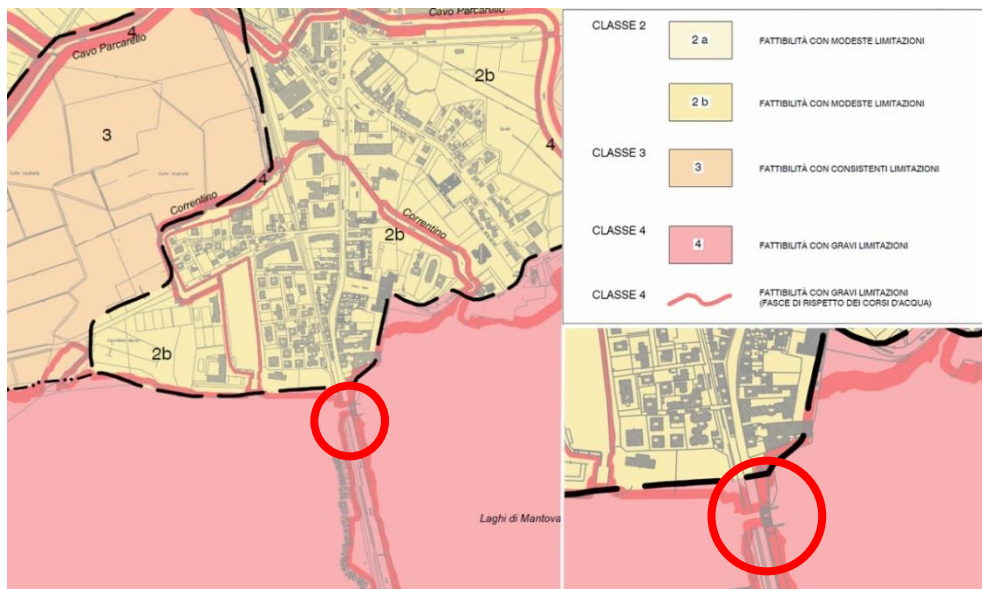 Cavo Parcarello
4
Cavo Parcarello
4
2b
3
4
4
Correntino
Correntino
2b
2b
Laghi di Mantova
CLASSE 2
2 a
FATTIBILITÀ CON MODESTE LIMITAZIONI
2 b
FATTIBILITÀ CON MODESTE LIMITAZIONI
CLASSE 3
3
FATTIBILITÀ CON CONSISTENTI LIMITAZIONI
CLASSE 4
4
FATTIBILITÀ CON GRAVI LIMITAZIONI
CLASSE 4
FATTIBILITÀ CON GRAVI LIMITAZIONI
(FASCE DI RISPETTO DEI CORSI D'ACQUA)